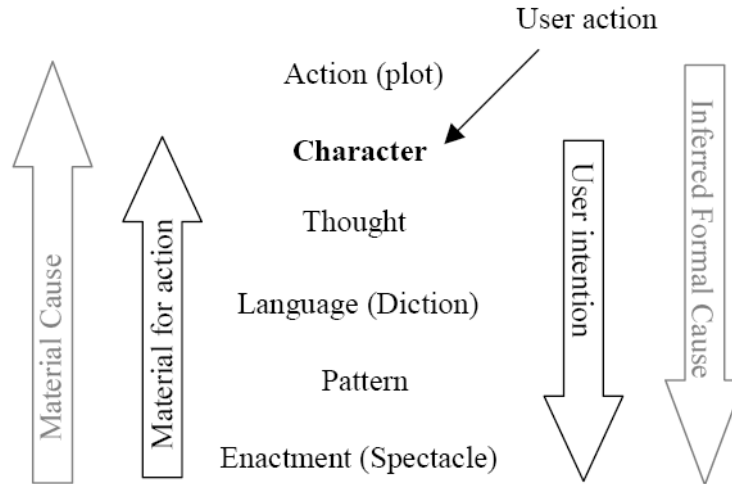 User action
Action (plot)
Character
Thought
Language (Diction)
Pattern
Enactment (Spectacle)
Material Cause
Material for action
User intention
Inferred Formal Cause